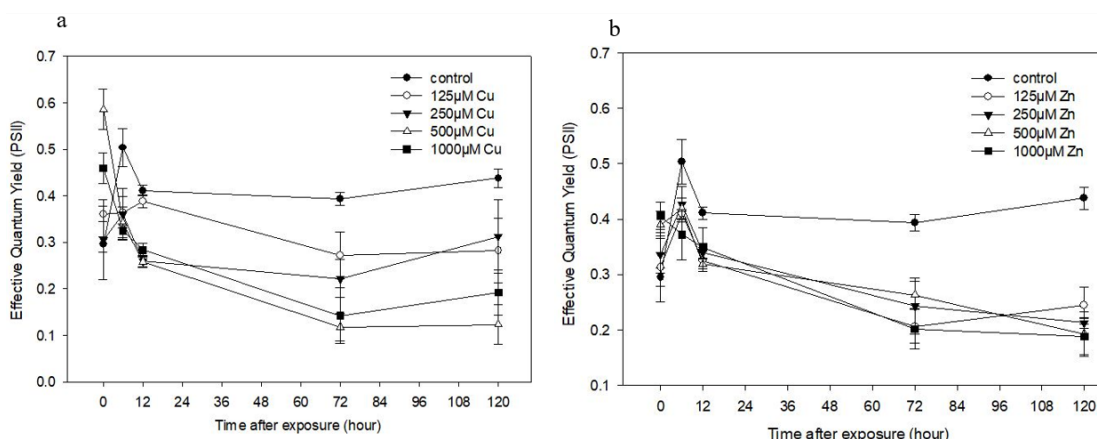 a
0.7
0.6
0.5
0.4
0.3
0.2
0.1
0.0
Effective Quantum Yield (PSII)
control
125µM Cu
250µM Cu
500µM Cu
1000µM Cu
0 12 24 36 48 60 72 84 96 108 120
Time after exposure (hour)
b
0.7
0.6
0.5
0.4
0.3
0.2
0.1
Effective Quantum Yield (PSII)
control
125µM Zn
250µM Zn
500µM Zn
1000µM Zn
0 12 24 36 48 60 72 84 96 108 120
Time after exposure (hour)